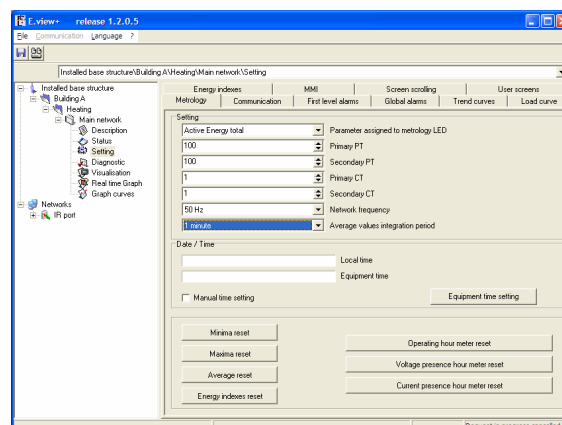 E.view+ release 1.2.0.5
File Communication Language ?
Installed base structure\Building A\Heating\Main network\Setting
Installed base structure
Building A
Heating
Main network
Description
Status
Setting
Diagnostic
Visualisation
Real time Graph
Graph curves
Networks
IR port
Energy indexes MMI Screen scrolling User screens
Metrology Communication First level alarms Global alarms Trend curves Load curve
Setting
Active Energy total Parameter assigned to metrology LED
100 Primary PT
100 Secondary PT
1 Primary CT
1 Secondary CT
50 Hz Network frequency
1 minute Average values integration period
Date / Time
Local time
Equipment time
Manual time setting Equipment time setting
Minima reset
Maxima reset
Average reset
Energy indexes reset
Operating hour meter reset
Voltage presence hour meter reset
Current presence hour meter reset